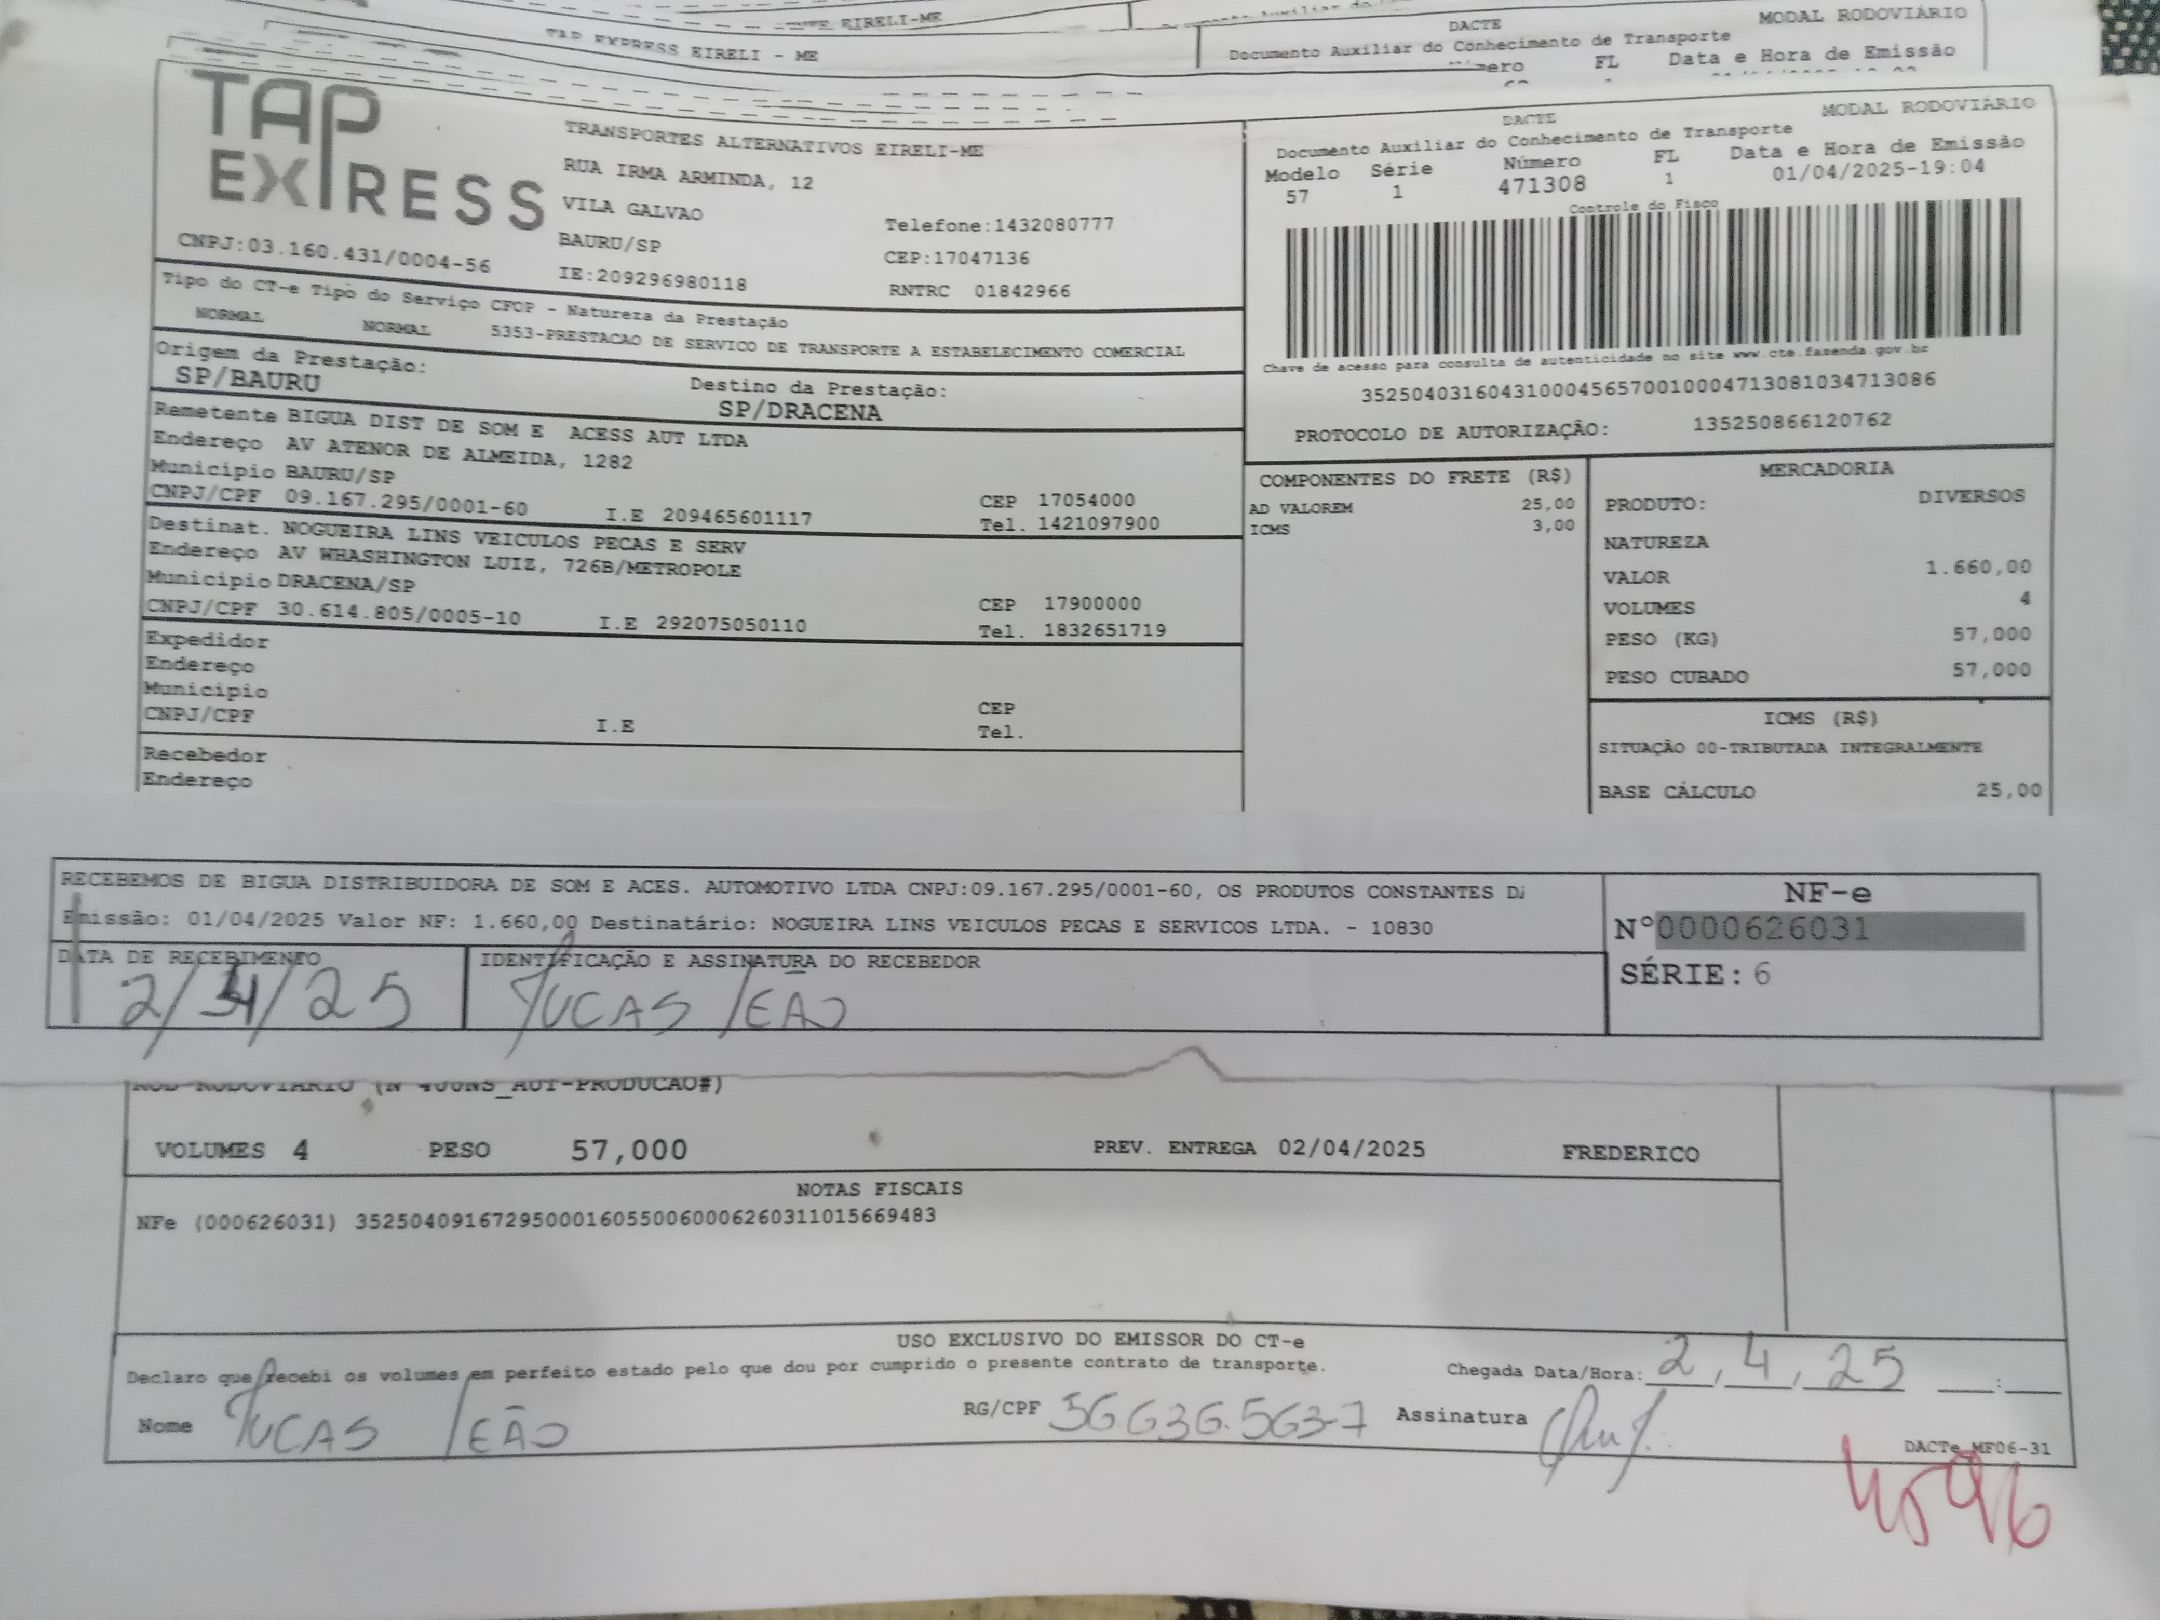 TAP EXPRESS EIRELI - ME
DACTE
MODAL RODOVIÁRIO
Documento Auxiliar do Conhecimento de Transporte
FL Data e Hora de Emissão
TAP EXPRESS
TRANSPORTES ALTERNATIVOS EIRELI-ME
RUA IRMA ARMINDA, 12
VILA GALVAO
Telefone:1432080777
BAURU/SP
CEP:17047136
CNPJ:03.160.431/0004-56
IE:209296980118
RNTRC 01842966
DACTE
MODAL RODOVIÁRIO
Documento Auxiliar do Conhecimento de Transporte
Modelo Série Número FL Data e Hora de Emissão
57 1 471308 1 01/04/2025-19:04
Controle do Fisco
Chave de acesso para consulta de autenticidade no site www.cte.fazenda.gov.br
35250403160431000456570010004713081034713086
PROTOCOLO DE AUTORIZAÇÃO: 135250866120762
Tipo do CT-e Tipo do Serviço CFOP - Natureza da Prestação
NORMAL NORMAL 5353-PRESTACAO DE SERVICO DE TRANSPORTE A ESTABELECIMENTO COMERCIAL
Origem da Prestação: Destino da Prestação:
SP/BAURU SP/DRACENA
Remetente BIGUA DIST DE SOM E ACESS AUT LTDA
Endereço AV ATENOR DE ALMEIDA, 1282
Municipio BAURU/SP CEP 17054000
CNPJ/CPF 09.167.295/0001-60 I.E 209465601117 Tel. 1421097900
Destinat. NOGUEIRA LINS VEICULOS PECAS E SERV
Endereço AV WHASHINGTON LUIZ, 726B/METROPOLE
Municipio DRACENA/SP CEP 17900000
CNPJ/CPF 30.614.805/0005-10 I.E 292075050110 Tel. 1832651719
Expedidor
Endereço
Municipio CEP
CNPJ/CPF I.E Tel.
Recebedor
Endereço
COMPONENTES DO FRETE (R$)
AD VALOREM 25,00
ICMS 3,00
MERCADORIA
PRODUTO: DIVERSOS
NATUREZA
VALOR 1.660,00
VOLUMES 4
PESO (KG) 57,000
PESO CUBADO 57,000
ICMS (R$)
SITUAÇÃO 00-TRIBUTADA INTEGRALMENTE
BASE CÁLCULO 25,00
RECEBEMOS DE BIGUA DISTRIBUIDORA DE SOM E ACES. AUTOMOTIVO LTDA CNPJ:09.167.295/0001-60, OS PRODUTOS CONSTANTES
Emissão: 01/04/2025 Valor NF: 1.660,00 Destinatário: NOGUEIRA LINS VEICULOS PECAS E SERVICOS LTDA. - 10830
DATA DE RECEBIMENTO IDENTIFICAÇÃO E ASSINATURA DO RECEBEDOR
2/4/25 LUCAS LEÃO
NF-e
Nº0000626031
SÉRIE: 6
VOLUMES 4 PESO 57,000 PREV. ENTREGA 02/04/2025 FREDERICO
NOTAS FISCAIS
NFe (000626031) 35250409167295000160550060006260311015669483
USO EXCLUSIVO DO EMISSOR DO CT-e
Declaro que recebi os volumes em perfeito estado pelo que dou por cumprido o presente contrato de transporte. Chegada Data/Hora: 2,4,25 __:__
Nome LUCAS LEÃO RG/CPF 36.636.563-7 Assinatura
DACTe MF06-31
4596